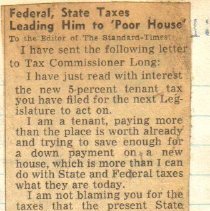 Federal, State Taxes
Leading Him to 'Poor House'
To the Editor of The Standard-Times:
I have sent the following letter
to Tax Commissioner Long:
I have just read with interest
the new 5-percent tenant tax
you have filed for the next Leg-
islature to act on.
I am a tenant, paying more
than the place is worth already
and trying to save enough for
a down payment on a new
house, which is more than I can
do with State and Federal taxes
what they are today.
I am not blaming you for the
taxes that the present State